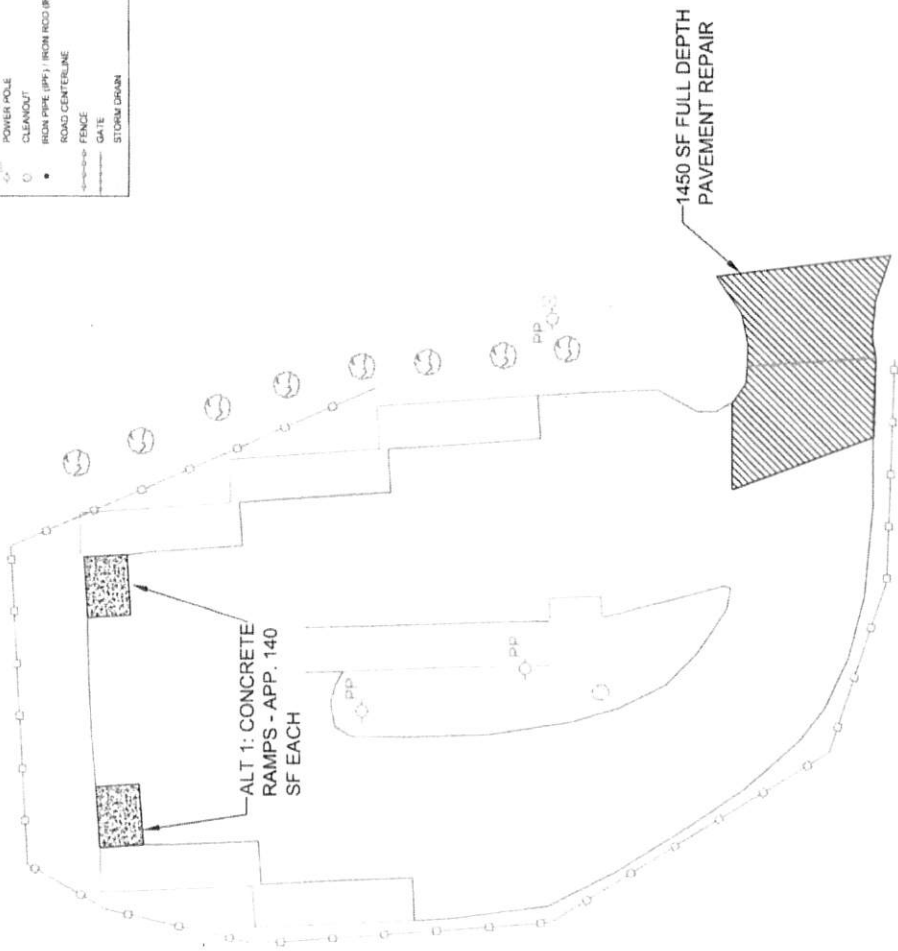 POWER POLE
CLEANOUT
ROAD CENTERLINE
FENCE
GATE
STORM DRAIN
1450 SF FULL DEPTH
PAVEMENT REPAIR
PP
ALT 1: CONCRETE
RAMPS - APP. 140
SF EACH
PP
PP